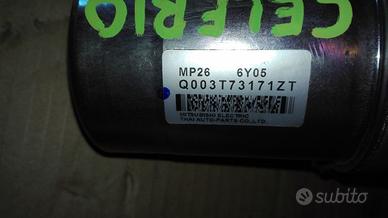 CELERIO
MP26 6Y05
Q003T73171ZT
MITSUBISHI ELECTRIC
THAI AUTO-PARTS CO.,LTD.
subito